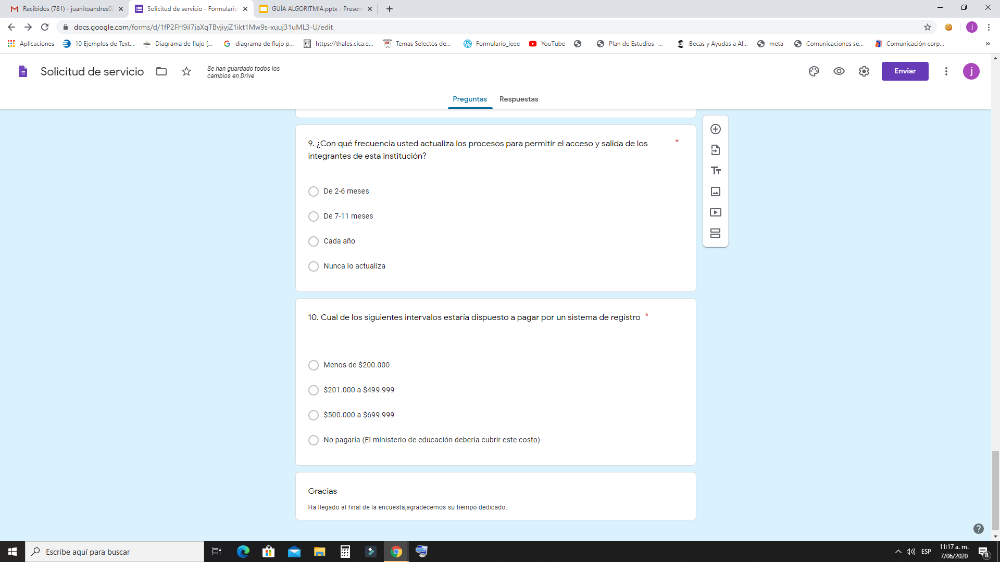 Recibidos (781) - juanitoandres02
Solicitud de servicio - Formulario
GUÍA ALGORITMIA.pptx - Present
docs.google.com/forms/d/1fP2FH9iI7jaXqTBvjiyjZ1ikt1Mw9s-xuuj31uML3-U/edit
j
Aplicaciones
10 Ejemplos de Text...
Diagrama de flujo [...
diagrama de flujo p...
https://thales.cica.e...
Temas Selectos de...
Formulario_ieee
YouTube
Plan de Estudios -...
Becas y Ayudas a Al...
meta
Comunicaciones se...
Comunicación corp...
»
Solicitud de servicio
Se han guardado todos los
cambios en Drive
Enviar
j
Preguntas
Respuestas
9. ¿Con qué frecuencia usted actualiza los procesos para permitir el acceso y salida de los *
integrantes de esta institución?
De 2-6 meses
De 7-11 meses
Cada año
Nunca lo actualiza
Tт
10. Cual de los siguientes intervalos estaría dispuesto a pagar por un sistema de registro *
Menos de $200.000
$201.000 a $499.999
$500.000 a $699.999
No pagaría (El ministerio de educación debería cubrir este costo)
Gracias
Ha llegado al final de la encuesta,agradecemos su tiempo dedicado.
?
Escribe aquí para buscar
ESP
11:17 a. m.
7/06/2020
8